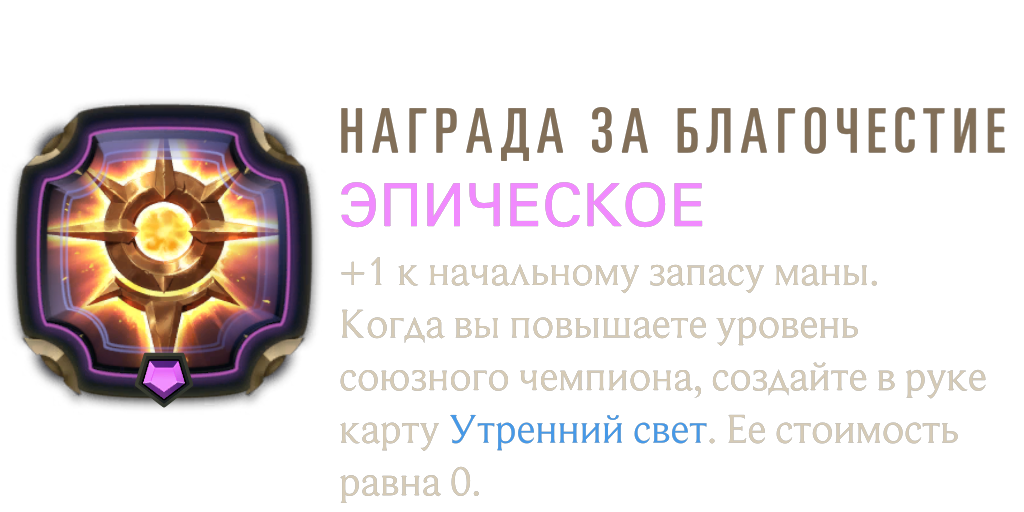 НАГРАДА ЗА БЛАГОЧЕСТИЕ
ЭПИЧЕСКОЕ
+1 к начальному запасу маны.
Когда вы повышаете уровень
союзного чемпиона, создайте в руке
карту Утренний свет. Ее стоимость
равна 0.